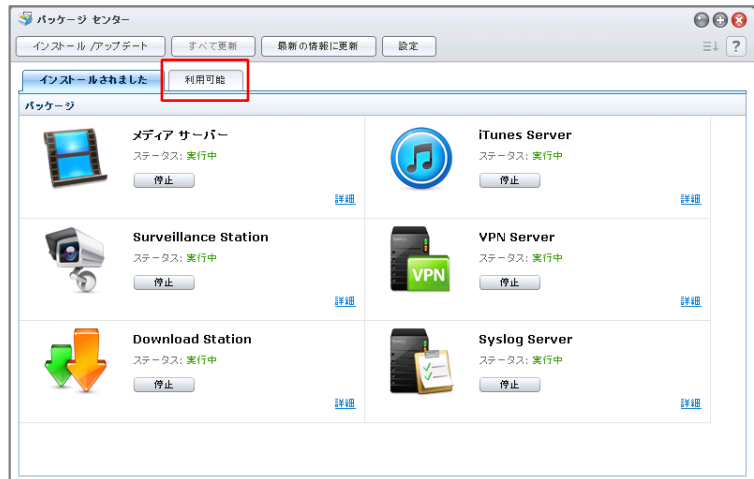 パッケージ センター
インストール /アップデート すべて更新 最新の情報に更新 設定 ?
インストールされました 利用可能
パッケージ
メディア サーバー
ステータス: 実行中
停止
詳細
iTunes Server
ステータス: 実行中
停止
詳細
Surveillance Station
ステータス: 実行中
停止
詳細
VPN Server
ステータス: 実行中
VPN
停止
詳細
Download Station
ステータス: 実行中
停止
詳細
Syslog Server
ステータス: 実行中
停止
詳細